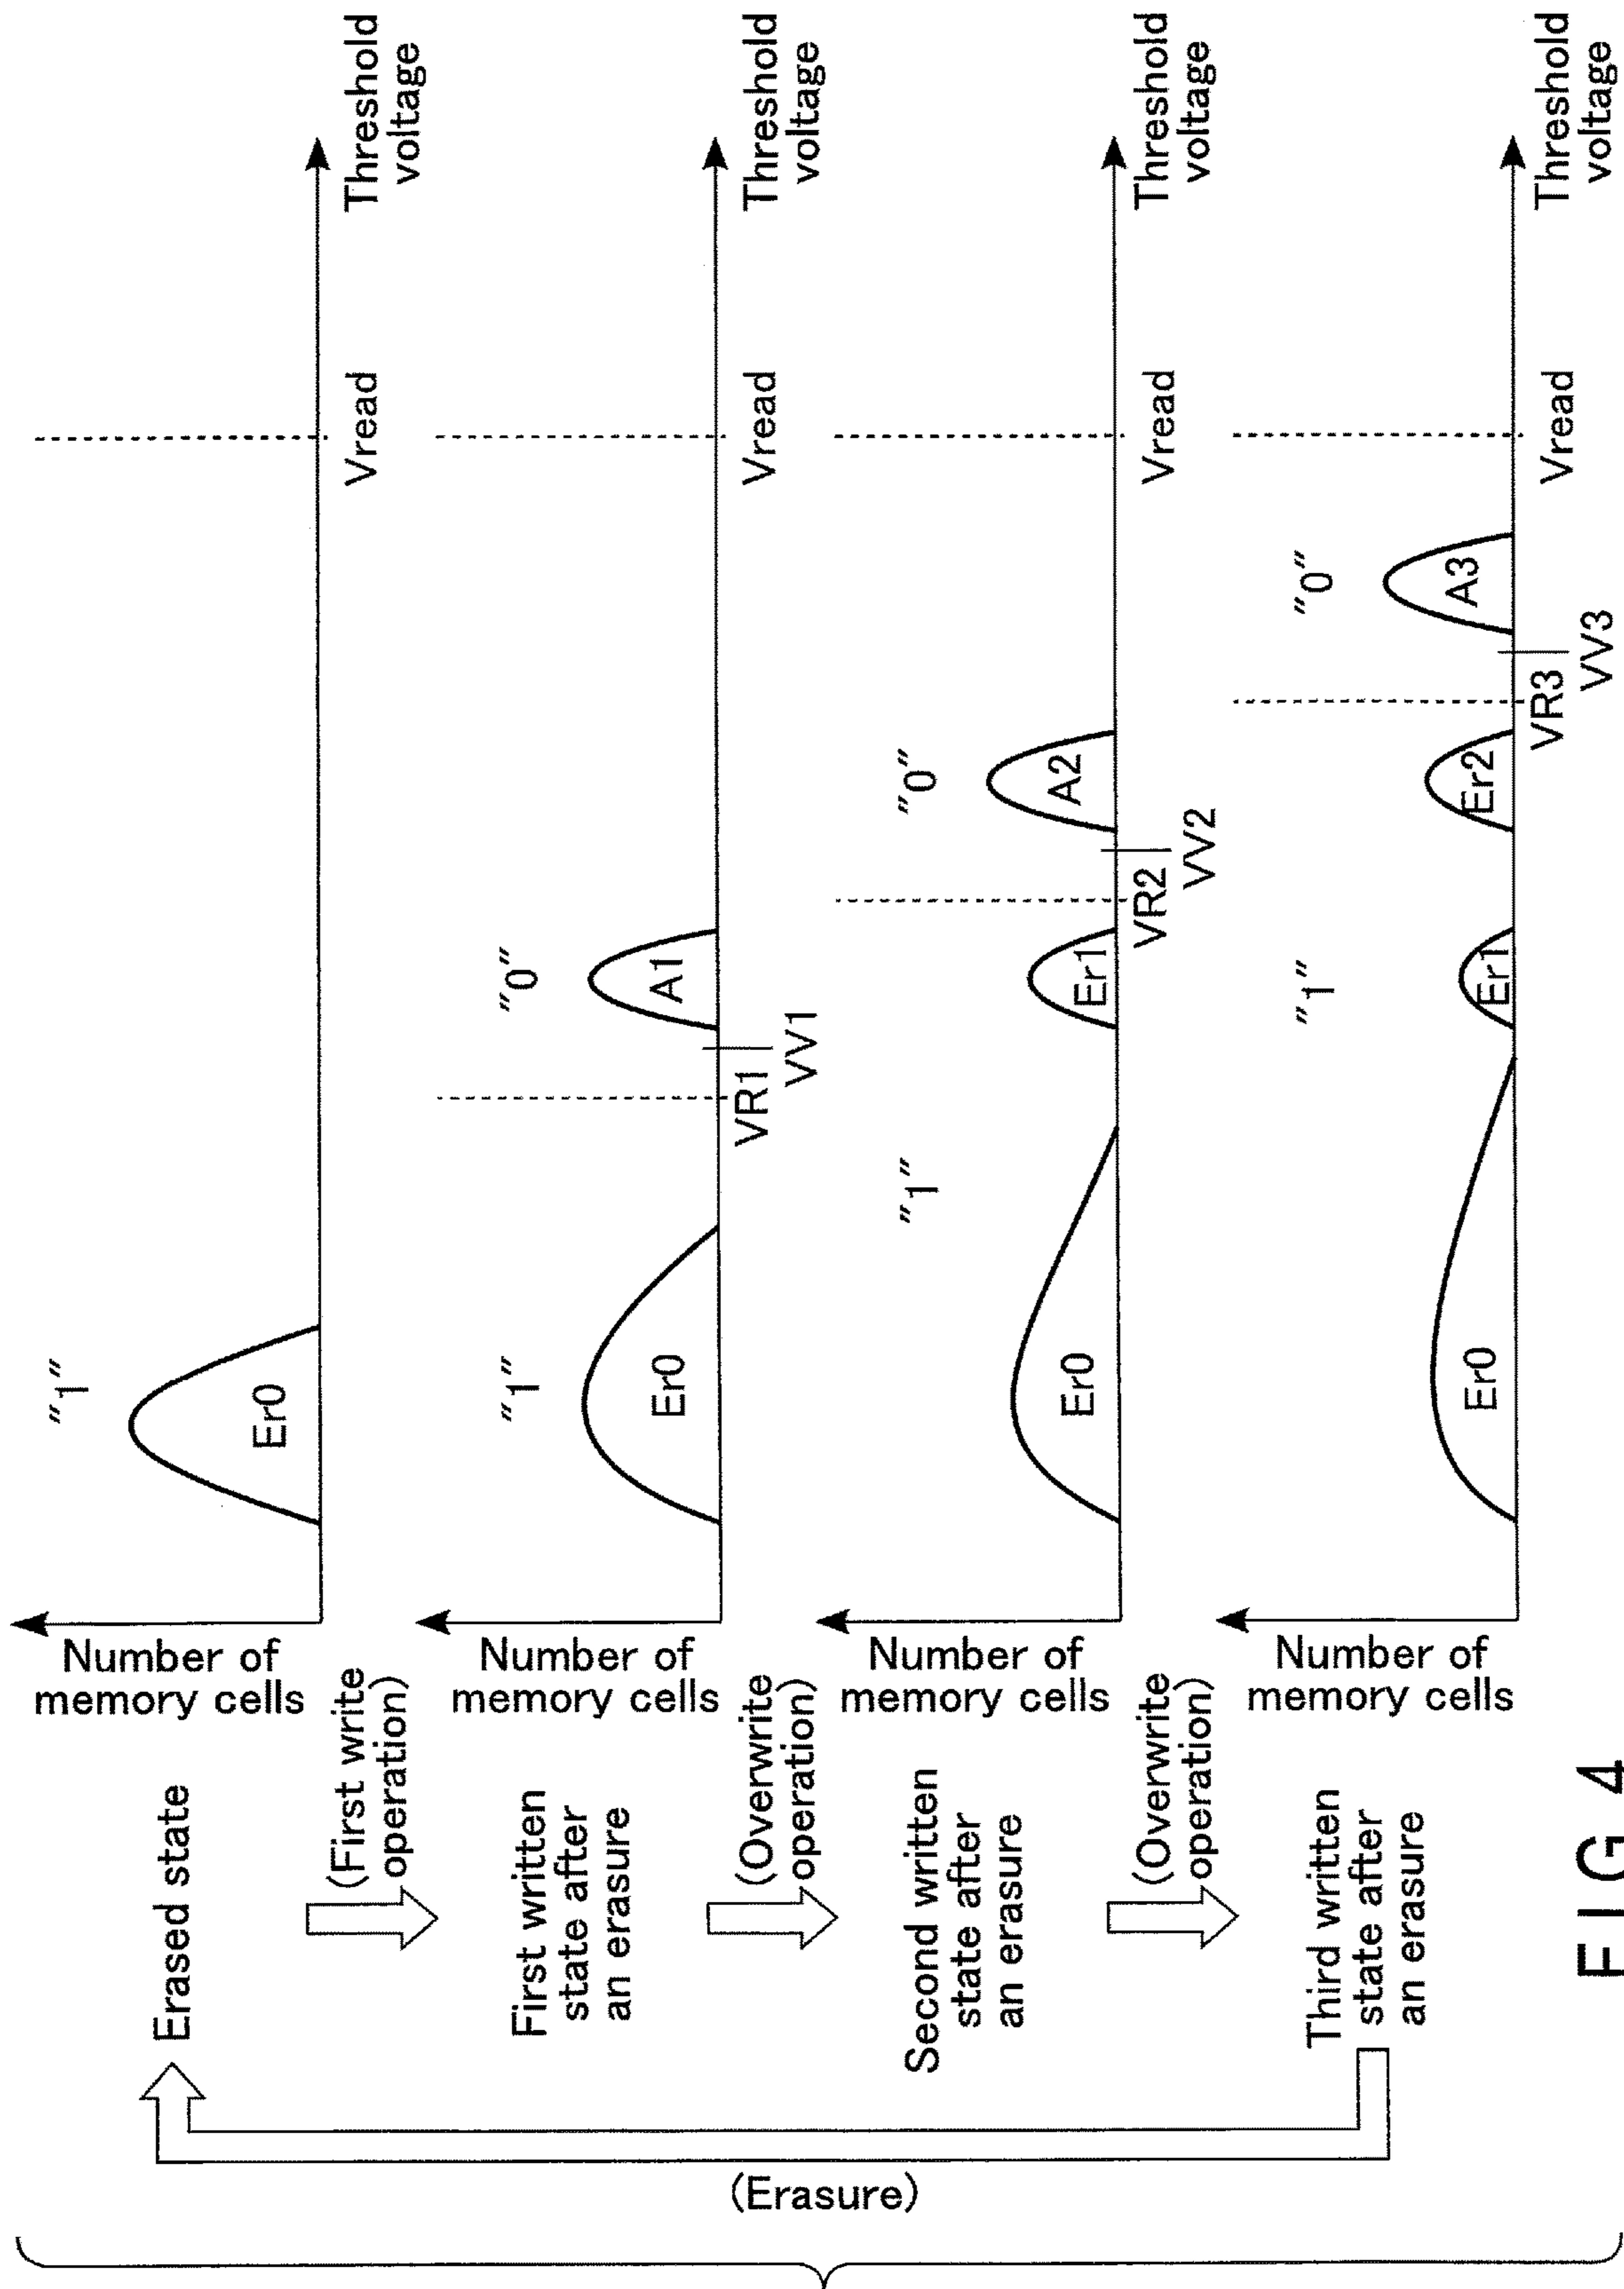 (Erasure)
Erased state
Number of
memory cells
"1"
Er0
Vread
Threshold
voltage
(First write
operation)
First written
state after
an erasure
Number of
memory cells
"1"
Er0
"0"
A1
VR1
VV1
Vread
Threshold
voltage
(Overwrite
operation)
Second written
state after
an erasure
Number of
memory cells
"1"
Er0
Er1
"0"
A2
VR2
VV2
Vread
Threshold
voltage
(Overwrite
operation)
Third written
state after
an erasure
Number of
memory cells
"1"
Er0
Er1
Er2
"0"
A3
VR3
VV3
Vread
Threshold
voltage
FIG 4